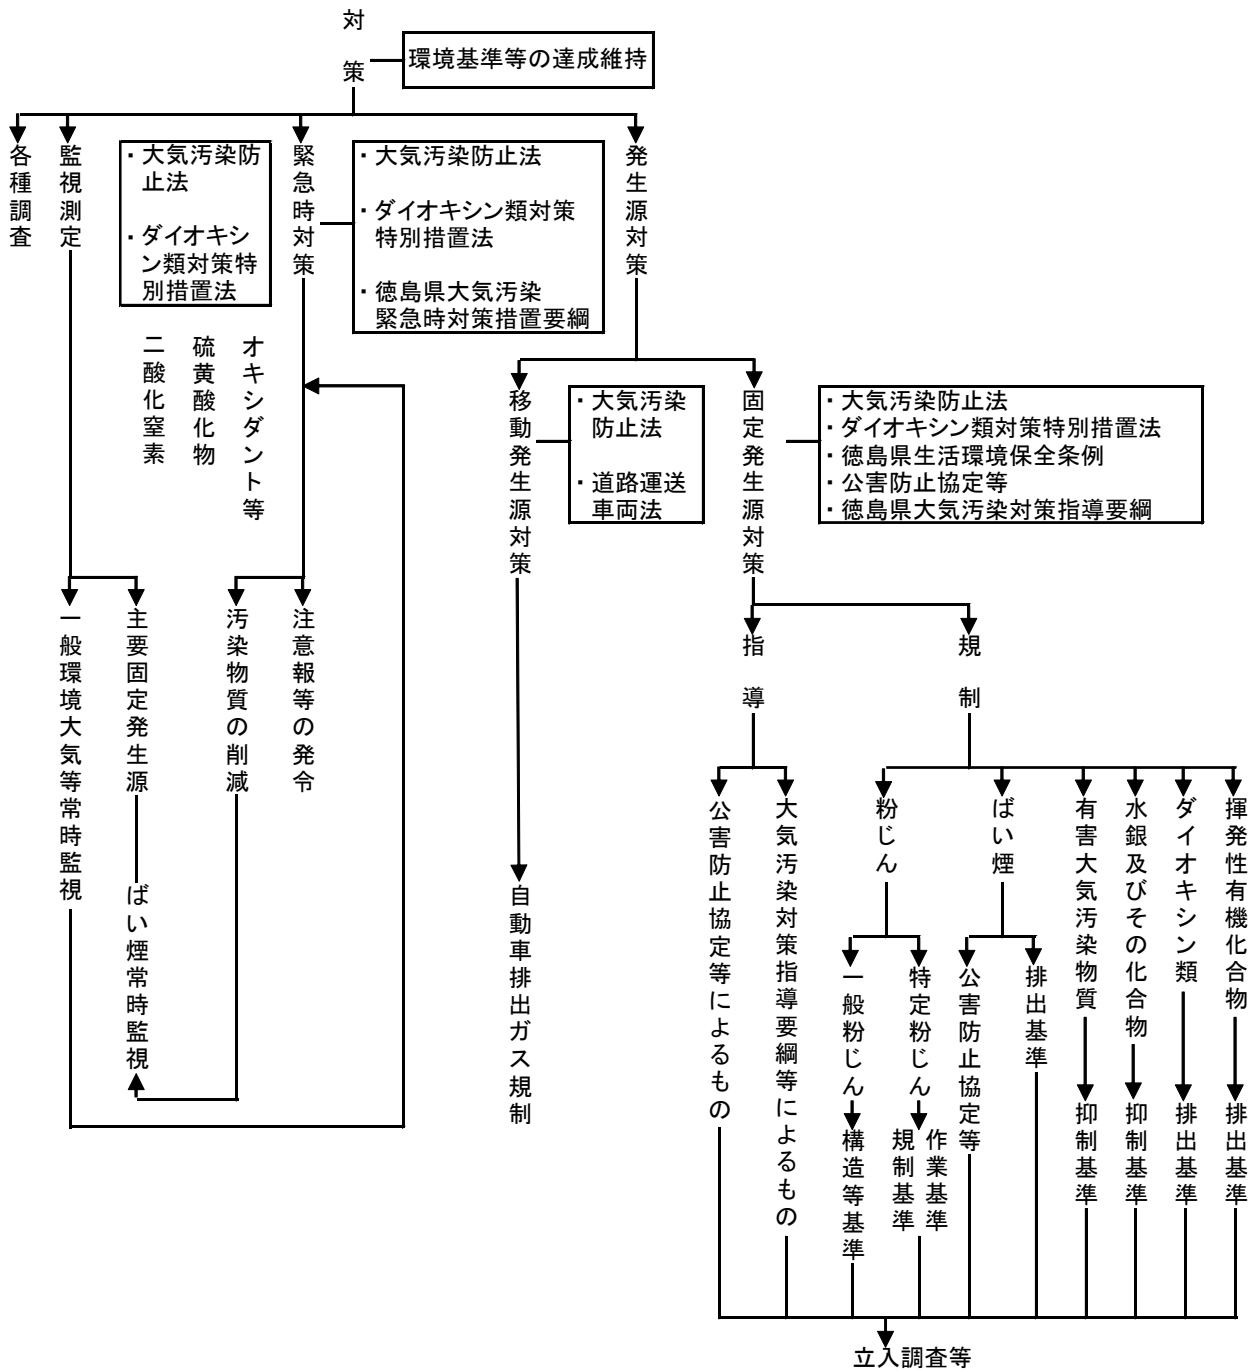 対策
環境基準等の達成維持
各種調査
監視測定
・大気汚染防
止法
・ダイオキシ
ン類対策特
別措置法
緊急時対策
・大気汚染防止法
・ダイオキシン類対策
特別措置法
・徳島県大気汚染
緊急時対策措置要綱
発生源対策
二酸化窒素
硫黄酸化物
オキシダント等
移動発生源対策
・大気汚染
防止法
・道路運送
車両法
固定発生源対策
・大気汚染防止法
・ダイオキシン類対策特別措置法
・徳島県生活環境保全条例
・公害防止協定等
・徳島県大気汚染対策指導要綱
一般環境大気等常時監視
主要固定発生源
ばい煙常時監視
汚染物質の削減
注意報等の発令
自動車排出ガス規制
指導
規制
公害防止協定等によるもの
大気汚染対策指導要綱等によるもの
粉じん
一般粉じん
構造等基準
特定粉じん
規制基準
作業基準
ばい煙
公害防止協定等
排出基準
有害大気汚染物質
抑制基準
水銀及びその化合物
抑制基準
ダイオキシン類
排出基準
揮発性有機化合物
排出基準
立入調査等